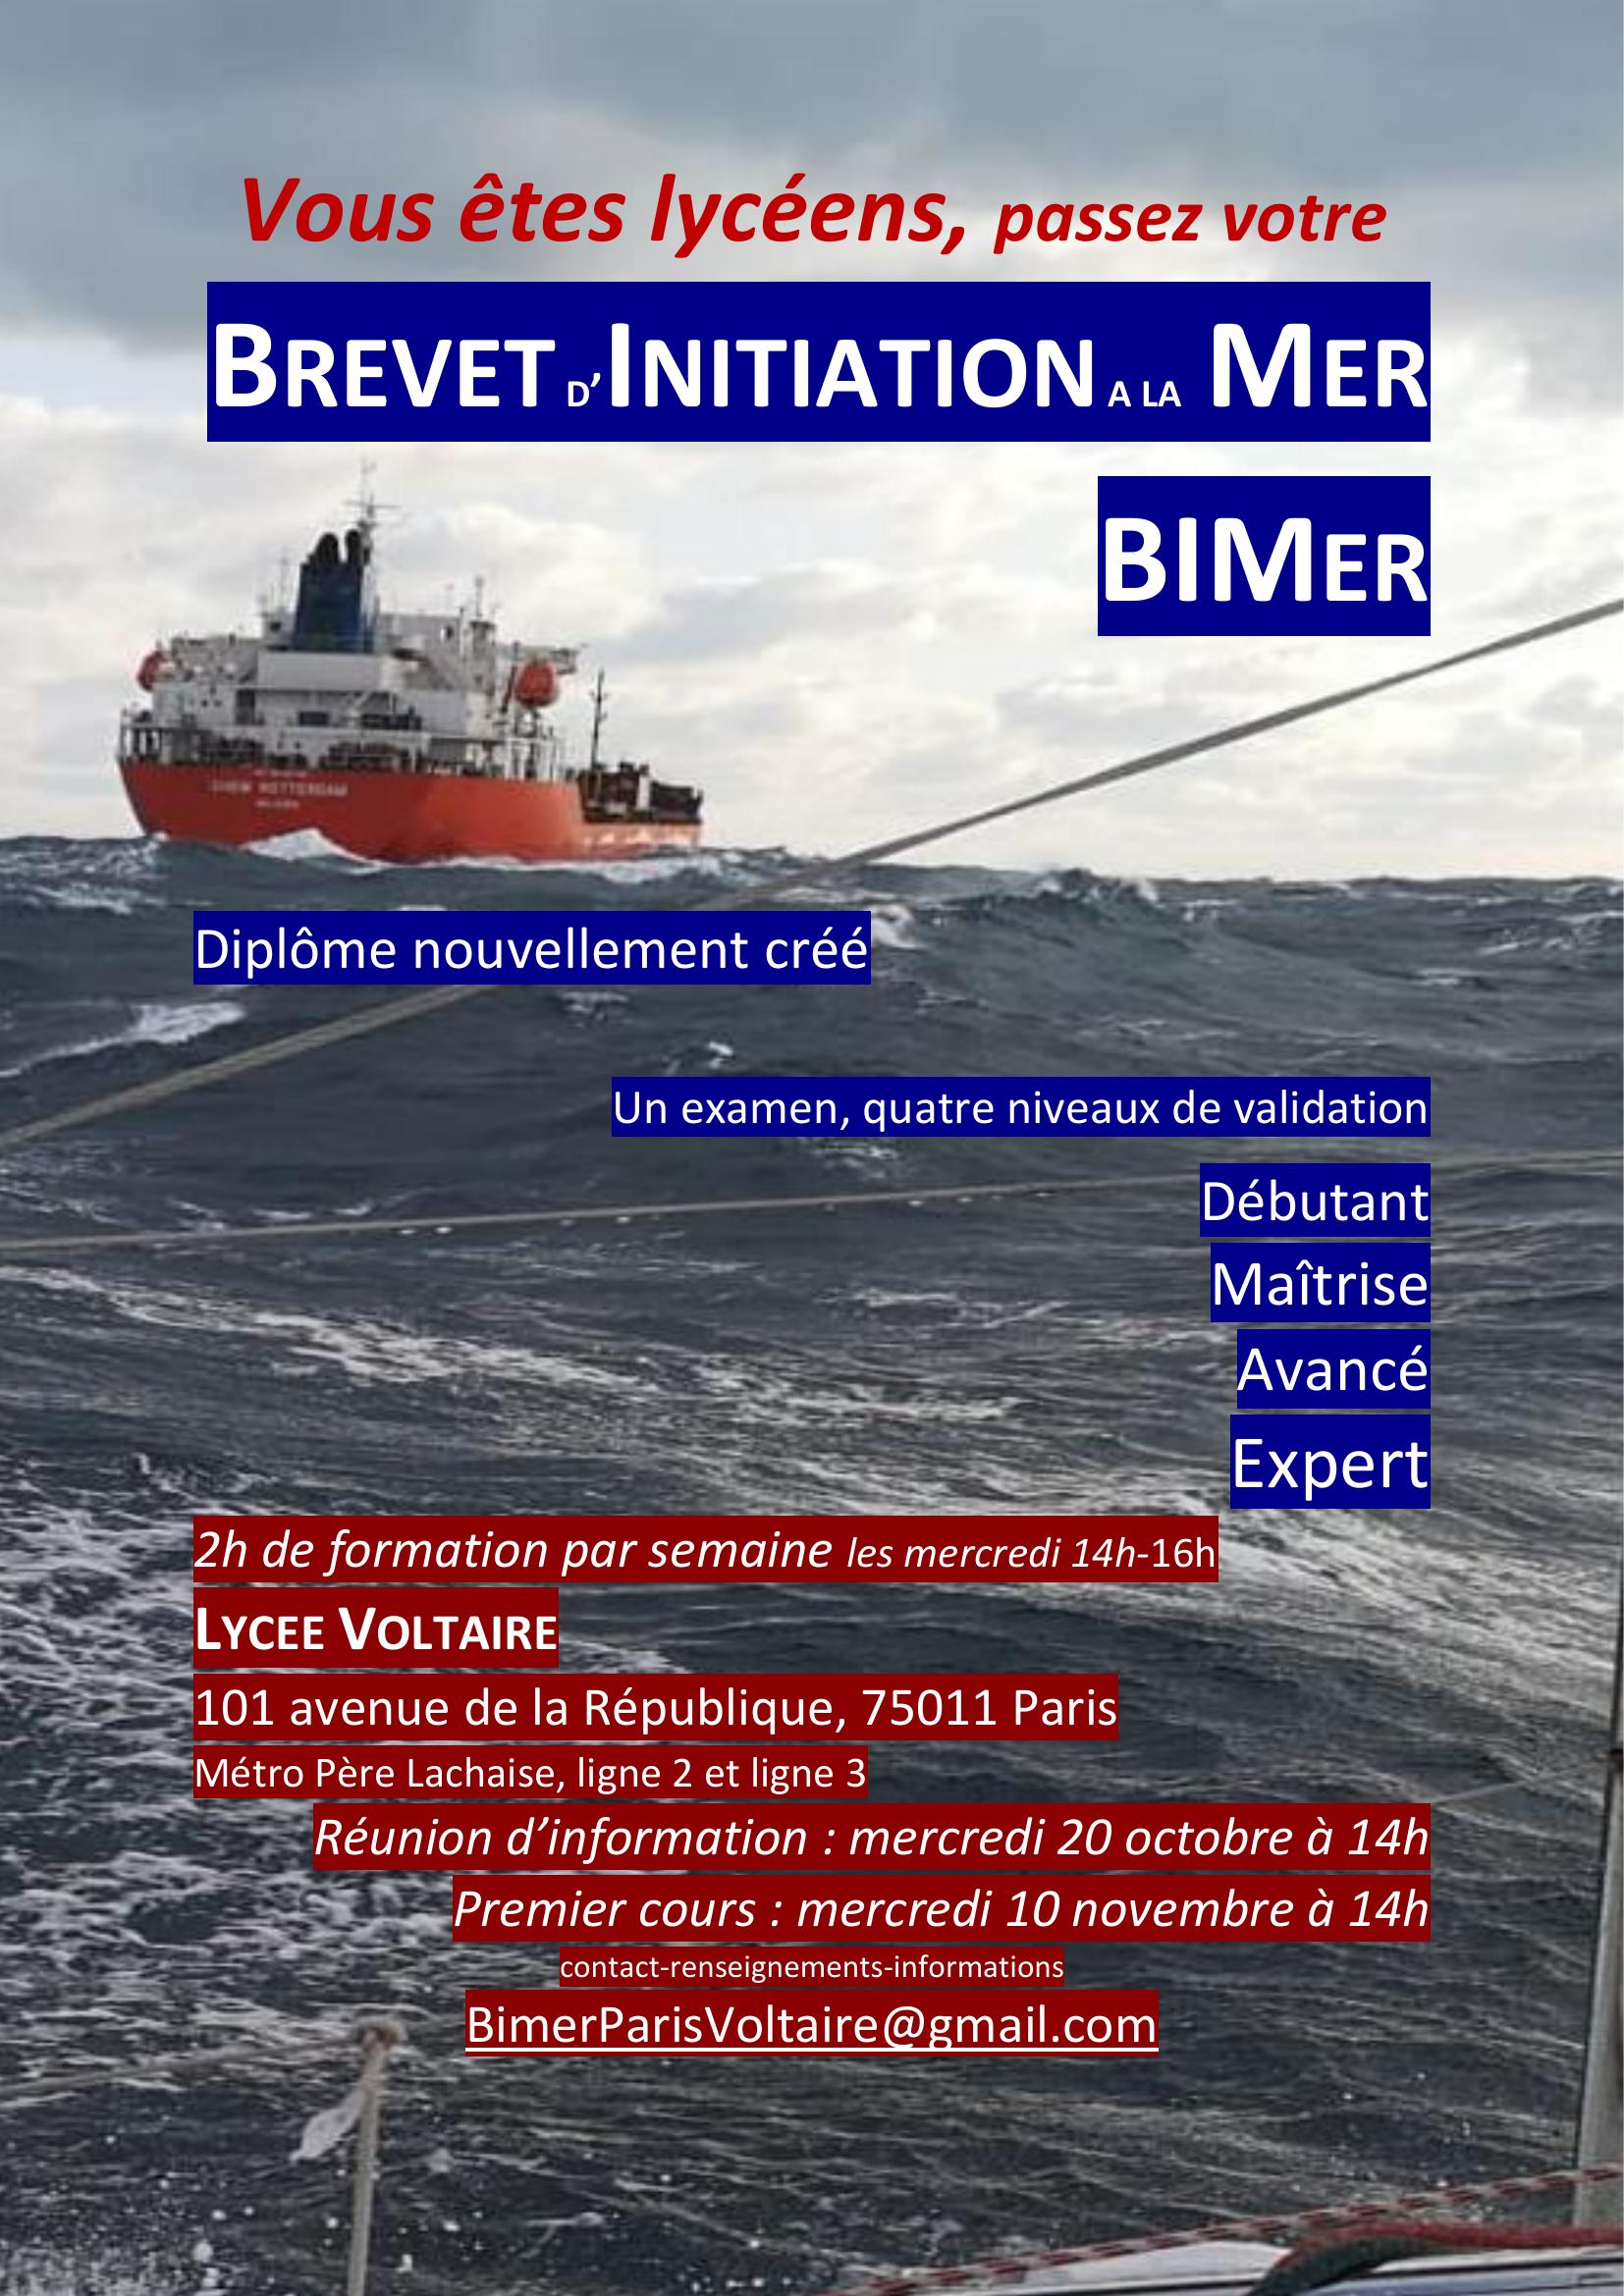 Vous êtes lycéens, passez votre
BREVET D'INITIATION A LA MER
BIMER
ROTTERDAM
Diplôme nouvellement créé
Un examen, quatre niveaux de validation
Débutant
Maîtrise
Avancé
Expert
2h de formation par semaine les mercredi 14h-16h
LYCEE VOLTAIRE
101 avenue de la République, 75011 Paris
Métro Père Lachaise, ligne 2 et ligne 3
Réunion d’information : mercredi 20 octobre à 14h
Premier cours : mercredi 10 novembre à 14h
contact-renseignements-informations
BimerParisVoltaire@gmail.com